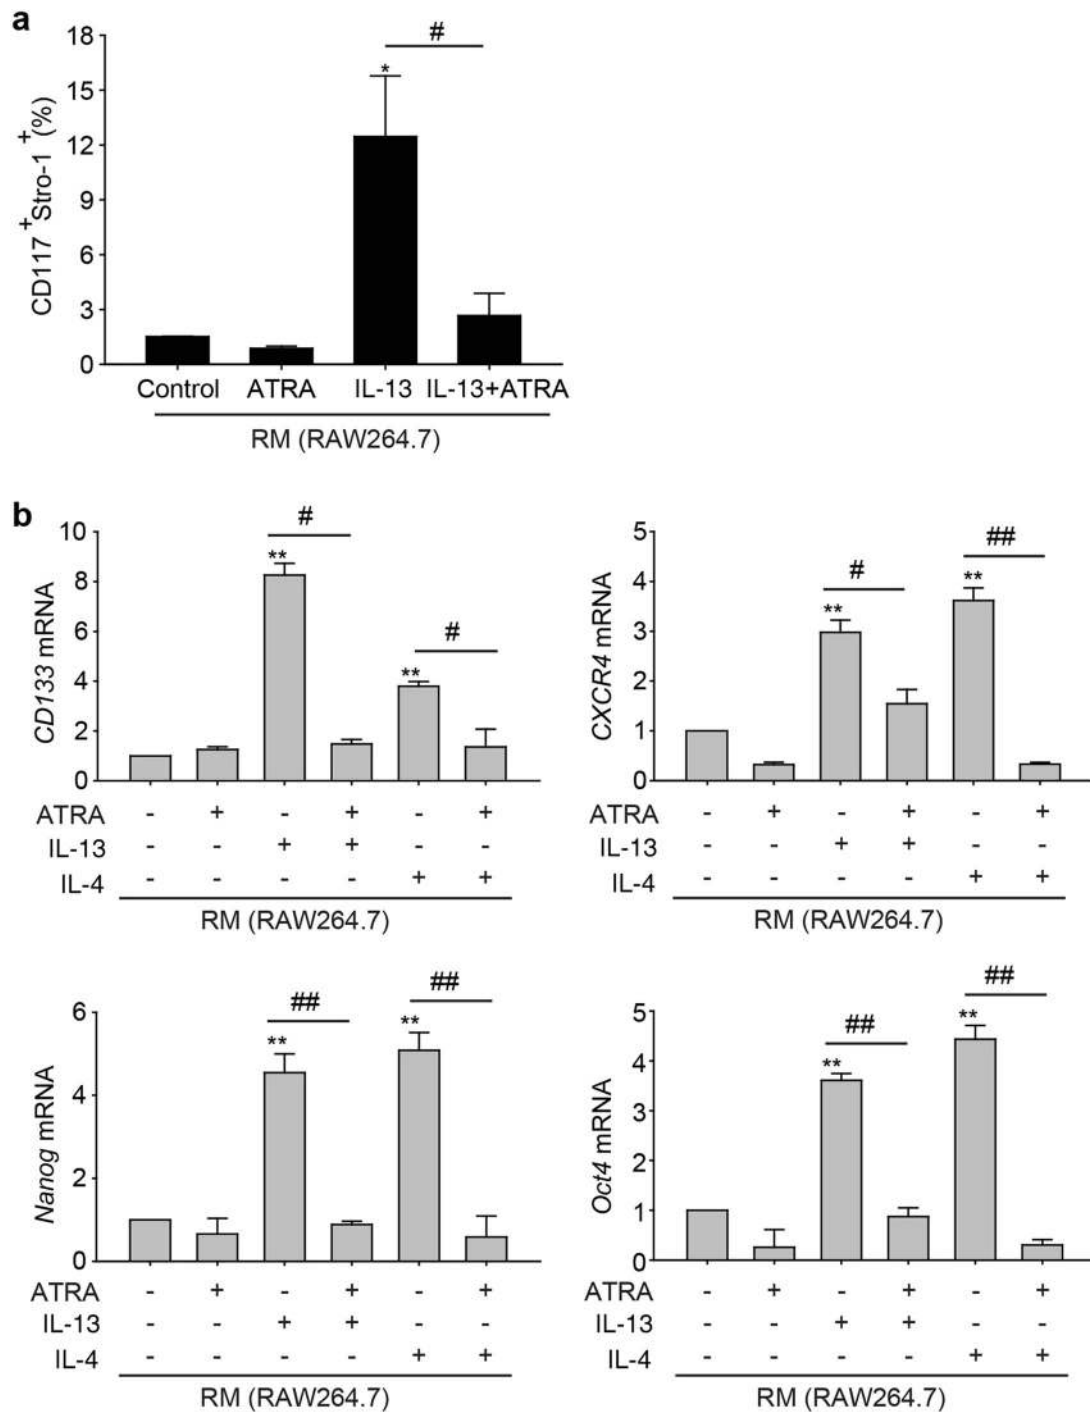 a
#
18
15
12
9
6
3
0
CD117 +Stro-1 +(%)
*
Control ATRA IL-13 IL-13+ATRA
RM (RAW264.7)
b
#
10
8
6
4
2
0
CD133 mRNA
**
#
**
ATRA - + - + - +
IL-13 - - + + - -
IL-4 - - - - + +
RM (RAW264.7)
##
5
4
3
2
1
0
CXCR4 mRNA
#
**
**
ATRA - + - + - +
IL-13 - - + + - -
IL-4 - - - - + +
RM (RAW264.7)
##
##
6
4
2
0
Nanog mRNA
**
**
ATRA - + - + - +
IL-13 - - + + - -
IL-4 - - - - + +
RM (RAW264.7)
##
##
5
4
3
2
1
0
Oct4 mRNA
**
**
ATRA - + - + - +
IL-13 - - + + - -
IL-4 - - - - + +
RM (RAW264.7)